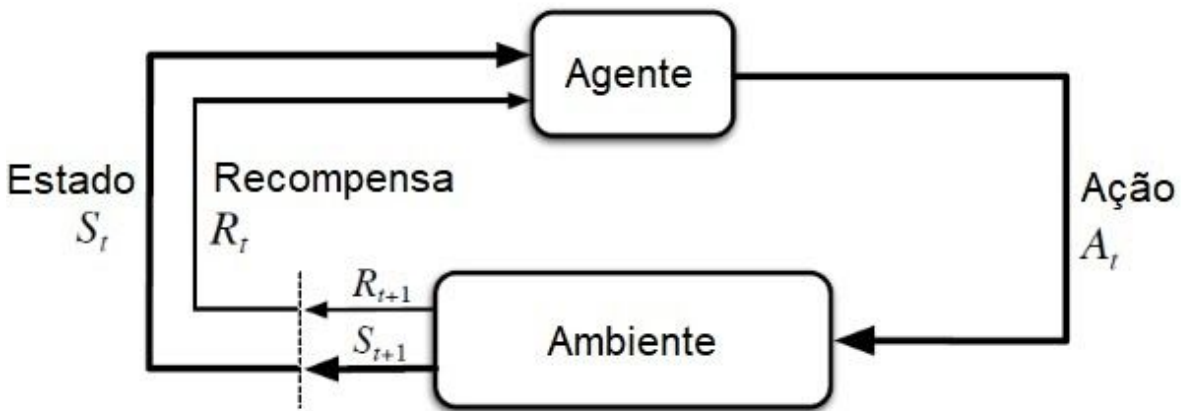 Agente
Estado
S_t
Recompensa
R_t
Ação
A_t
R_{t+1}
S_{t+1}
Ambiente